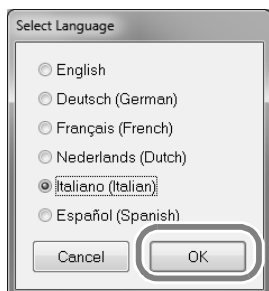 Select Language
English
Deutsch (German)
Français (French)
Nederlands (Dutch)
Italiano (Italian)
Español (Spanish)
Cancel OK